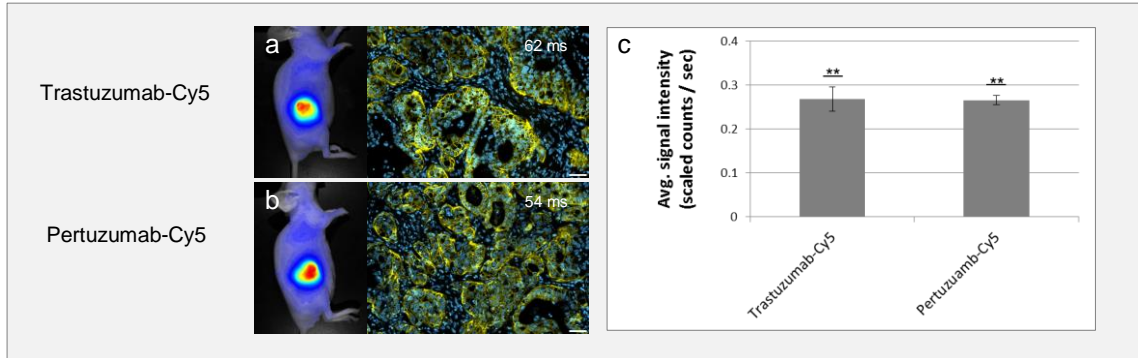 Trastuzumab-Cy5
a
62 ms
Pertuzumab-Cy5
b
54 ms
c
Avg. signal intensity
(scaled counts / sec)
0.4
0.3
0.2
0.1
0
**
**
Trastuzumab-Cy5
Pertuzuamb-Cy5